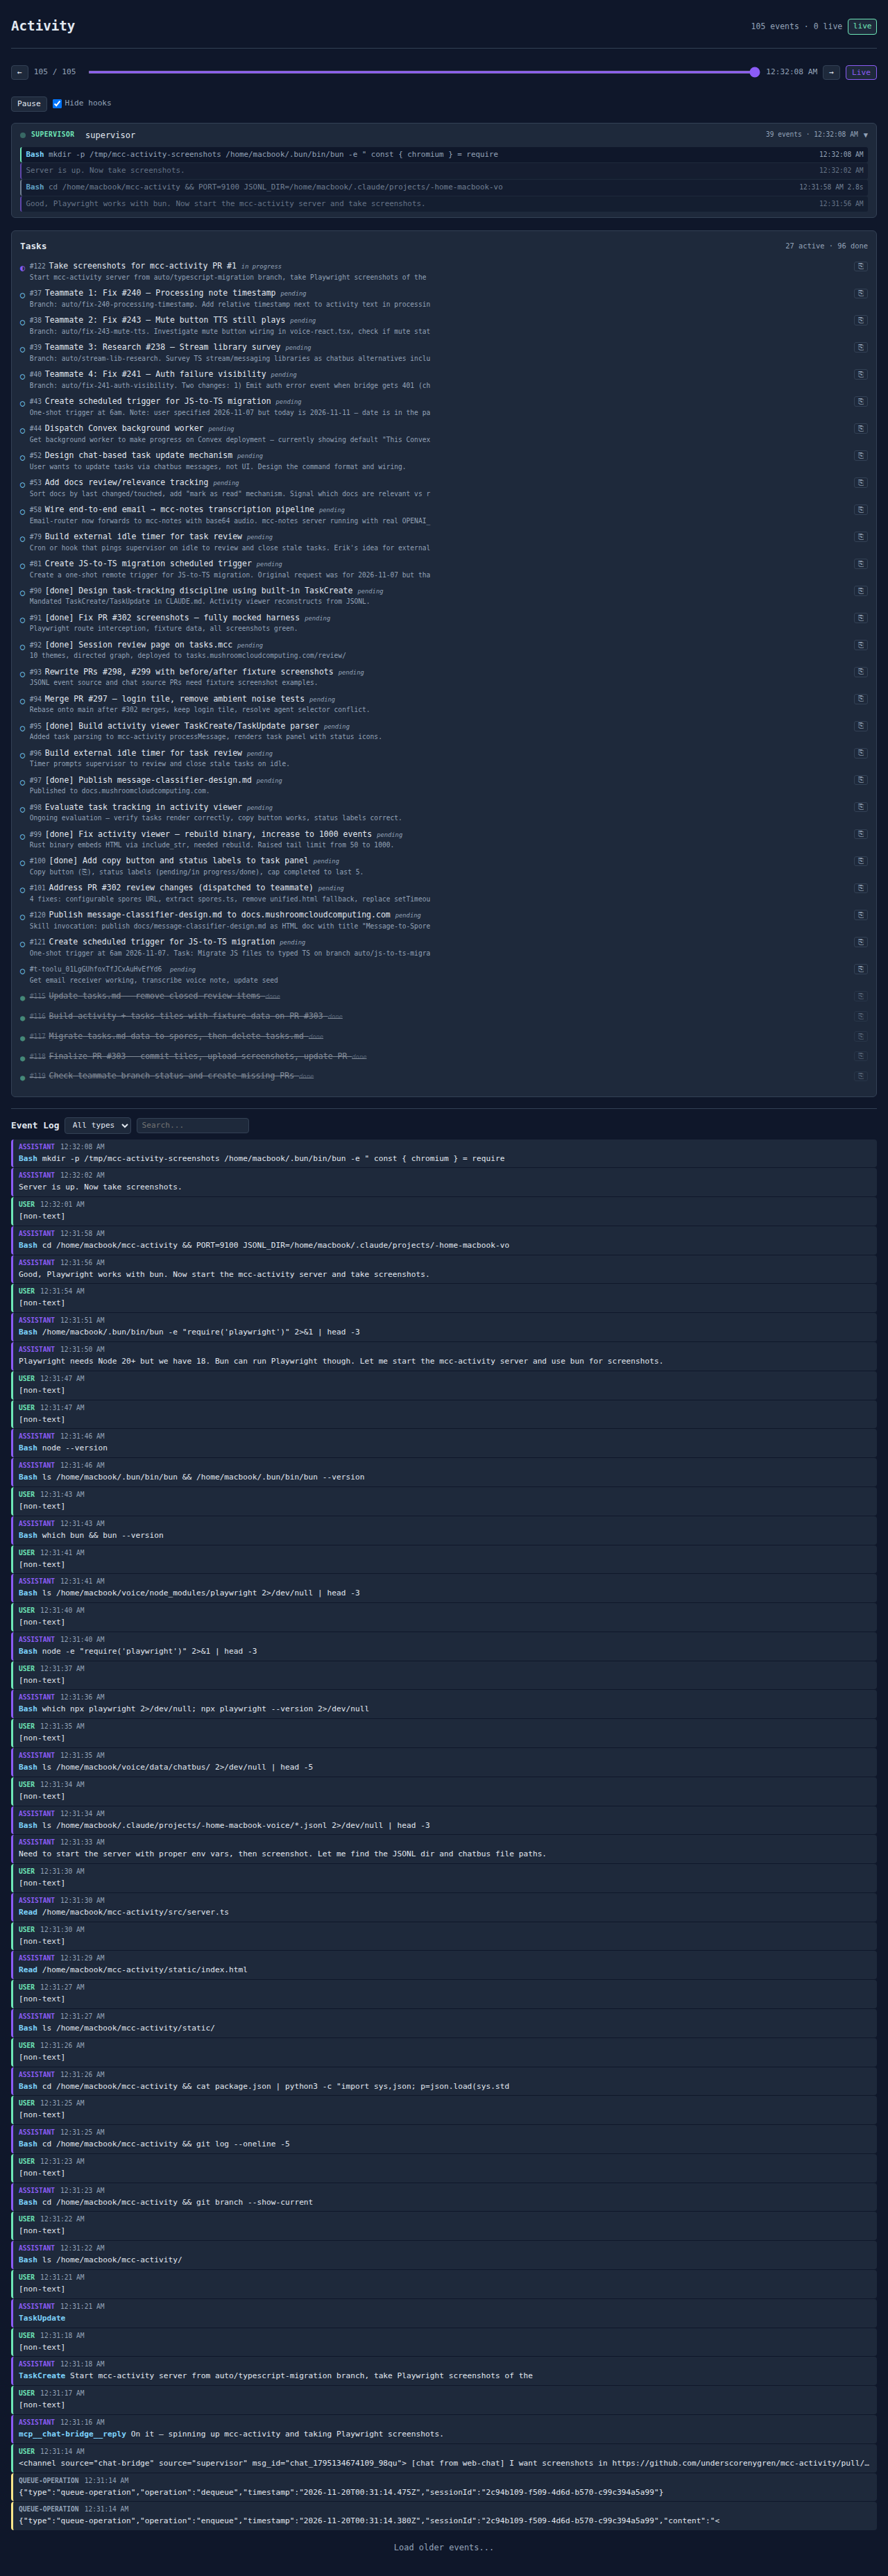 Activity
105 events · 0 live live
← 105 / 105 12:32:08 AM → Live
Pause Hide hooks
SUPERVISOR supervisor 39 events · 12:32:08 AM ▼
Bash mkdir -p /tmp/mcc-activity-screenshots /home/macbook/.bun/bin/bun -e " const { chromium } = require 12:32:08 AM
Server is up. Now take screenshots. 12:32:02 AM
Bash cd /home/macbook/mcc-activity && PORT=9100 JSONL_DIR=/home/macbook/.claude/projects/-home-macbook-voo 12:31:58 AM 2.8s
Good, Playwright works with bun. Now start the mcc-activity server and take screenshots. 12:31:56 AM
Tasks 27 active · 96 done
#122 Take screenshots for mcc-activity PR #1 in progress
Start mcc-activity server from auto/typescript-migration branch, take Playwright screenshots of the
#37 Teammate 1: Fix #240 — Processing note timestamp pending
Branch: auto/fix-240-processing-timestamp. Add relative timestamp next to activity text in processin
#38 Teammate 2: Fix #243 — Mute button TTS still plays pending
Branch: auto/fix-243-mute-tts. Investigate mute button wiring in voice-react.tsx, check if mute stat
#39 Teammate 3: Research #238 — Stream library survey pending
Branch: auto/stream-lib-research. Survey TS stream/messaging libraries as chatbus alternatives inclu
#40 Teammate 4: Fix #241 — Auth failure visibility pending
Branch: auto/fix-241-auth-visibility. Two changes: 1) Emit auth error event when bridge gets 401 (ch
#43 Create scheduled trigger for JS-to-TS migration pending
One-shot trigger at 6am. Note: user specified 2026-11-07 but today is 2026-11-11 — date is in the pa
#44 Dispatch Convex background worker pending
Get background worker to make progress on Convex deployment — currently showing default "This Convex
#52 Design chat-based task update mechanism pending
User wants to update tasks via chatbus messages, not UI. Design the command format and wiring.
#53 Add docs review/relevance tracking pending
Sort docs by last changed/touched, add "mark as read" mechanism. Signal which docs are relevant vs r
#58 Wire end-to-end email → mcc-notes transcription pipeline pending
Email-router now forwards to mcc-notes with base64 audio. mcc-notes server running with real OPENAI_
#79 Build external idle timer for task review pending
Cron or hook that pings supervisor on idle to review and close stale tasks. Erik's idea for external
#81 Create JS-to-TS migration scheduled trigger pending
Create a one-shot remote trigger for JS-to-TS migration. Original request was for 2026-11-07 but tha
#90 [done] Design task-tracking discipline using built-in TaskCreate pending
Mandated TaskCreate/TaskUpdate in CLAUDE.md. Activity viewer reconstructs from JSONL.
#91 [done] Fix PR #302 screenshots — fully mocked harness pending
Playwright route interception, fixture data, all screenshots green.
#92 [done] Session review page on tasks.mcc pending
10 themes, directed graph, deployed to tasks.mushroomcloudcomputing.com/review/
#93 Rewrite PRs #298, #299 with before/after fixture screenshots pending
JSONL event source and chat source PRs need fixture screenshot examples.
#94 Merge PR #297 — login tile, remove ambient noise tests pending
Rebase onto main after #302 merges, keep login tile, resolve agent selector conflict.
#95 [done] Build activity viewer TaskCreate/TaskUpdate parser pending
Added task parsing to mcc-activity processMessage, renders task panel with status icons.
#96 Build external idle timer for task review pending
Timer prompts supervisor to review and close stale tasks on idle.
#97 [done] Publish message-classifier-design.md pending
Published to docs.mushroomcloudcomputing.com.
#98 Evaluate task tracking in activity viewer pending
Ongoing evaluation — verify tasks render correctly, copy button works, status labels correct.
#99 [done] Fix activity viewer — rebuild binary, increase to 1000 events pending
Rust binary embeds HTML via include_str, needed rebuild. Raised tail limit from 50 to 1000.
#100 [done] Add copy button and status labels to task panel pending
Copy button (⎘), status labels (pending/in progress/done), cap completed to last 5.
#101 Address PR #302 review changes (dispatched to teammate) pending
4 fixes: configurable spores URL, extract spores.ts, remove unified.html fallback, replace setTimeou
#120 Publish message-classifier-design.md to docs.mushroomcloudcomputing.com pending
Skill invocation: publish docs/message-classifier-design.md as HTML doc with title "Message-to-Spore
#121 Create scheduled trigger for JS-to-TS migration pending
One-shot trigger at 6am 2026-11-07. Task: Migrate JS files to typed TS on branch auto/js-to-ts-migra
#t-toolu_01LgGUhfoxTfJCxAuHvEfYd6 pending
Get email receiver working, transcribe voice note, update seed
#115 Update tasks.md — remove closed review items done
#116 Build activity + tasks tiles with fixture data on PR #303 done
#117 Migrate tasks.md data to spores, then delete tasks.md done
#118 Finalize PR #303 — commit tiles, upload screenshots, update PR done
#119 Check teammate branch status and create missing PRs done
Event Log All types Search...
ASSISTANT 12:32:08 AM
Bash mkdir -p /tmp/mcc-activity-screenshots /home/macbook/.bun/bin/bun -e " const { chromium } = require
ASSISTANT 12:32:02 AM
Server is up. Now take screenshots.
USER 12:32:01 AM
[non-text]
ASSISTANT 12:31:58 AM
Bash cd /home/macbook/mcc-activity && PORT=9100 JSONL_DIR=/home/macbook/.claude/projects/-home-macbook-vo
ASSISTANT 12:31:56 AM
Good, Playwright works with bun. Now start the mcc-activity server and take screenshots.
USER 12:31:54 AM
[non-text]
ASSISTANT 12:31:51 AM
Bash /home/macbook/.bun/bin/bun -e "require('playwright')" 2>&1 | head -3
ASSISTANT 12:31:50 AM
Playwright needs Node 20+ but we have 18. Bun can run Playwright though. Let me start the mcc-activity server and use bun for screenshots.
USER 12:31:47 AM
[non-text]
USER 12:31:47 AM
[non-text]
ASSISTANT 12:31:46 AM
Bash node --version
ASSISTANT 12:31:46 AM
Bash ls /home/macbook/.bun/bin/bun && /home/macbook/.bun/bin/bun --version
USER 12:31:43 AM
[non-text]
ASSISTANT 12:31:43 AM
Bash which bun && bun --version
USER 12:31:41 AM
[non-text]
ASSISTANT 12:31:41 AM
Bash ls /home/macbook/voice/node_modules/playwright 2>/dev/null | head -3
USER 12:31:40 AM
[non-text]
ASSISTANT 12:31:40 AM
Bash node -e "require('playwright')" 2>&1 | head -3
USER 12:31:37 AM
[non-text]
ASSISTANT 12:31:36 AM
Bash which npx playwright 2>/dev/null; npx playwright --version 2>/dev/null
USER 12:31:35 AM
[non-text]
ASSISTANT 12:31:35 AM
Bash ls /home/macbook/voice/data/chatbus/ 2>/dev/null | head -5
USER 12:31:34 AM
[non-text]
ASSISTANT 12:31:34 AM
Bash ls /home/macbook/.claude/projects/-home-macbook-voice/*.jsonl 2>/dev/null | head -3
ASSISTANT 12:31:33 AM
Need to start the server with proper env vars, then screenshot. Let me find the JSONL dir and chatbus file paths.
USER 12:31:30 AM
[non-text]
ASSISTANT 12:31:30 AM
Read /home/macbook/mcc-activity/src/server.ts
USER 12:31:30 AM
[non-text]
ASSISTANT 12:31:29 AM
Read /home/macbook/mcc-activity/static/index.html
USER 12:31:27 AM
[non-text]
ASSISTANT 12:31:27 AM
Bash ls /home/macbook/mcc-activity/static/
USER 12:31:26 AM
[non-text]
ASSISTANT 12:31:26 AM
Bash cd /home/macbook/mcc-activity && cat package.json | python3 -c "import sys,json; p=json.load(sys.std
USER 12:31:25 AM
[non-text]
ASSISTANT 12:31:25 AM
Bash cd /home/macbook/mcc-activity && git log --oneline -5
USER 12:31:23 AM
[non-text]
ASSISTANT 12:31:23 AM
Bash cd /home/macbook/mcc-activity && git branch --show-current
USER 12:31:22 AM
[non-text]
ASSISTANT 12:31:22 AM
Bash ls /home/macbook/mcc-activity/
USER 12:31:21 AM
[non-text]
ASSISTANT 12:31:21 AM
TaskUpdate
USER 12:31:18 AM
[non-text]
ASSISTANT 12:31:18 AM
TaskCreate Start mcc-activity server from auto/typescript-migration branch, take Playwright screenshots of the
USER 12:31:17 AM
[non-text]
ASSISTANT 12:31:16 AM
mcp__chat-bridge__reply On it — spinning up mcc-activity and taking Playwright screenshots.
USER 12:31:14 AM
<channel source="chat-bridge" source="supervisor" msg_id="chat_1795134674109_98qu"> [chat from web-chat] I want screenshots in https://github.com/underscorenygren/mcc-activity/pull/…
QUEUE-OPERATION 12:31:14 AM
{"type":"queue-operation","operation":"dequeue","timestamp":"2026-11-20T00:31:14.475Z","sessionId":"2c94b109-f509-4d6d-b570-c99c394a5a99"}
QUEUE-OPERATION 12:31:14 AM
{"type":"queue-operation","operation":"enqueue","timestamp":"2026-11-20T00:31:14.380Z","sessionId":"2c94b109-f509-4d6d-b570-c99c394a5a99","content":"<
Load older events...